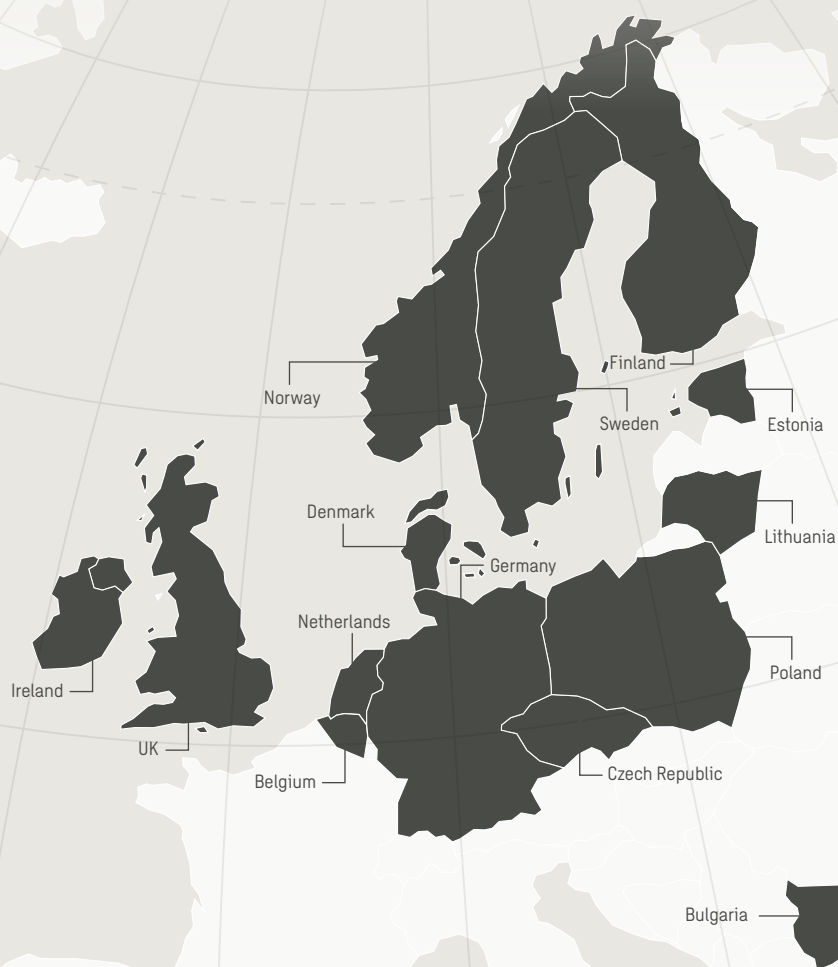 Finland
Norway
Sweden
Estonia
Denmark
Lithuania
Germany
Netherlands
Poland
Ireland
UK
Belgium
Czech Republic
Bulgaria